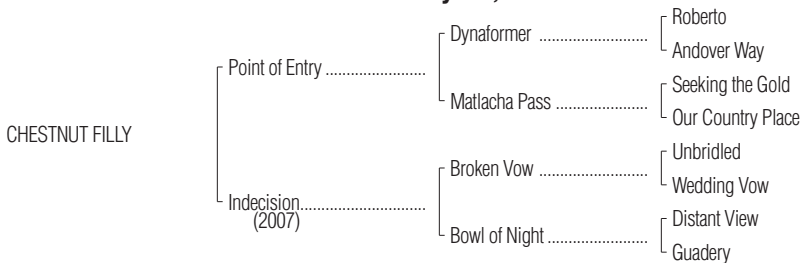 Roberto
Dynaformer ......................
Andover Way
Point of Entry ........................
Seeking the Gold
Matlacha Pass ......................
Our Country Place
CHESTNUT FILLY
Unbridled
Broken Vow ..........................
Wedding Vow
Indecision..............................
(2007)
Distant View
Bowl of Night ........................
Guadery